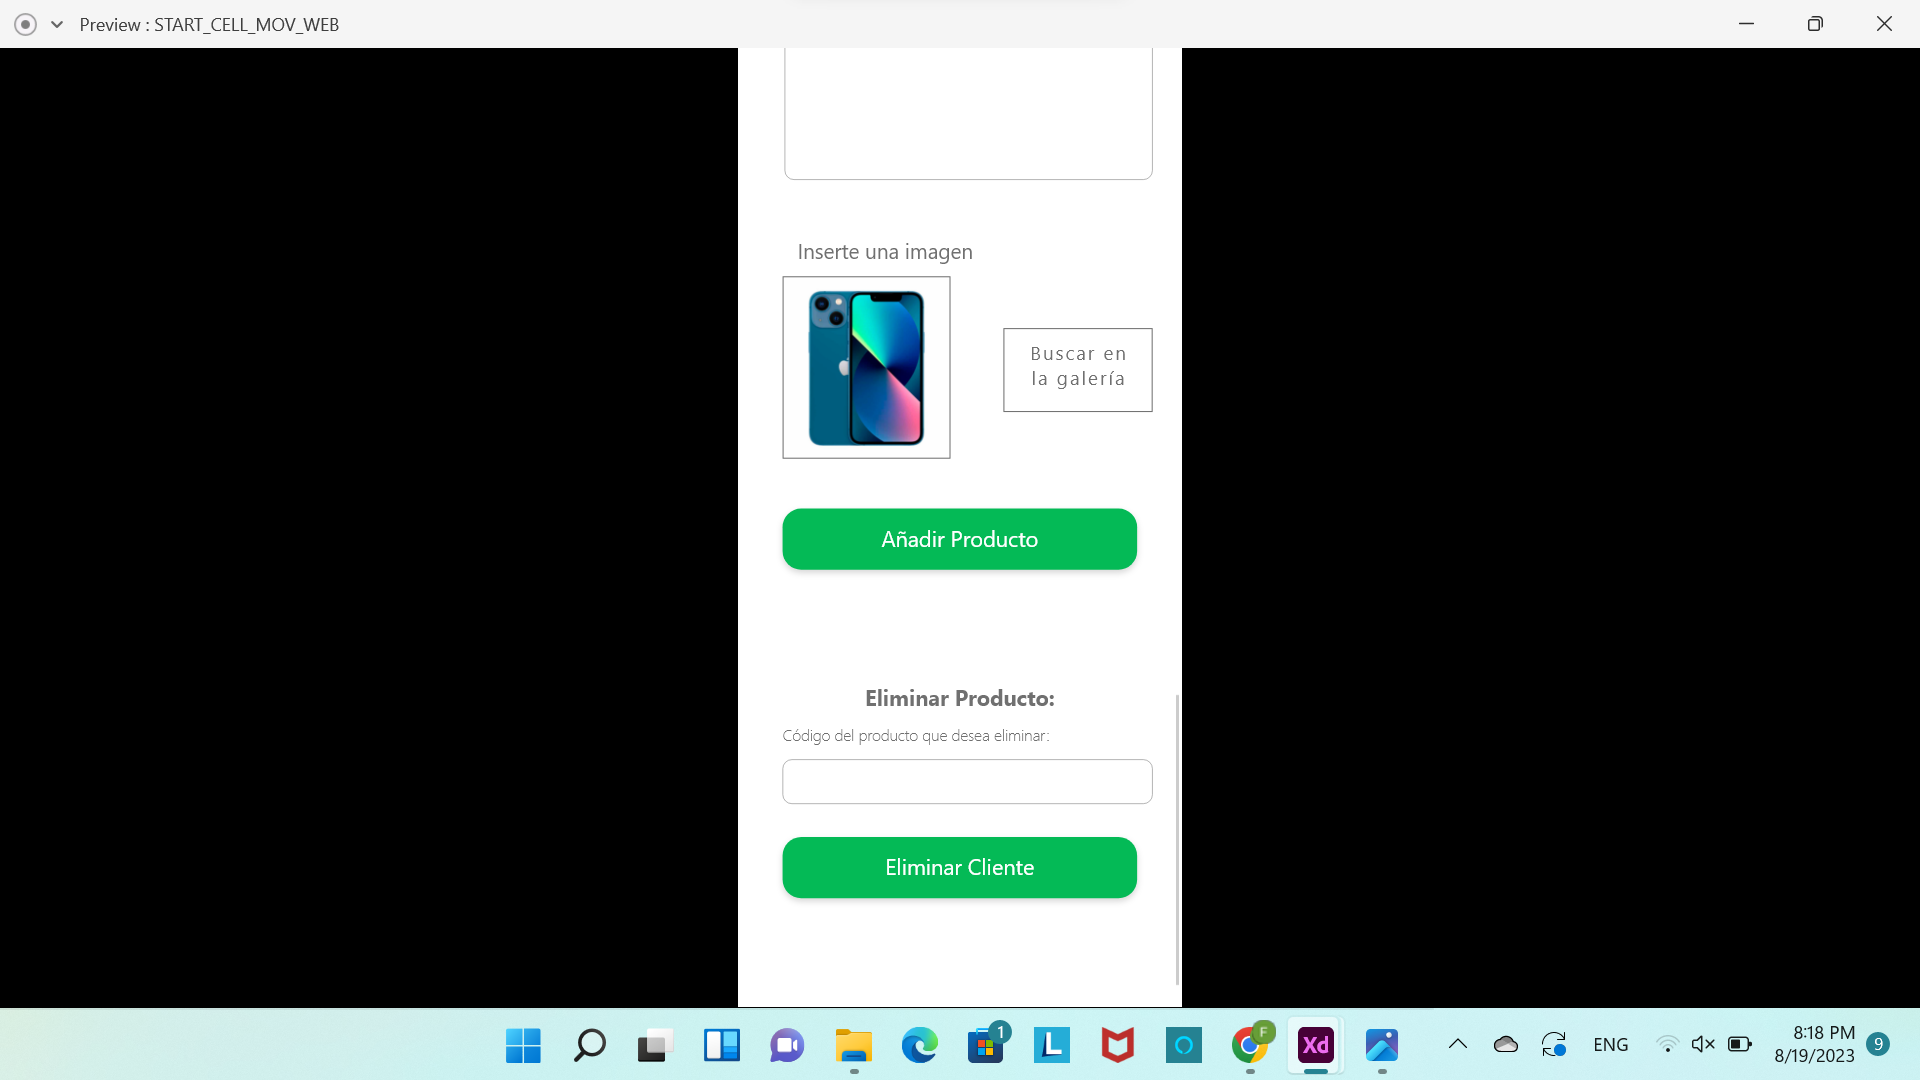 Preview : START_CELL_MOV_WEB
Inserte una imagen
Buscar en
la galería
Añadir Producto
Eliminar Producto:
Código del producto que desea eliminar:
Eliminar Cliente
1
L
F
Xd
ENG
8:18 PM
8/19/2023
9